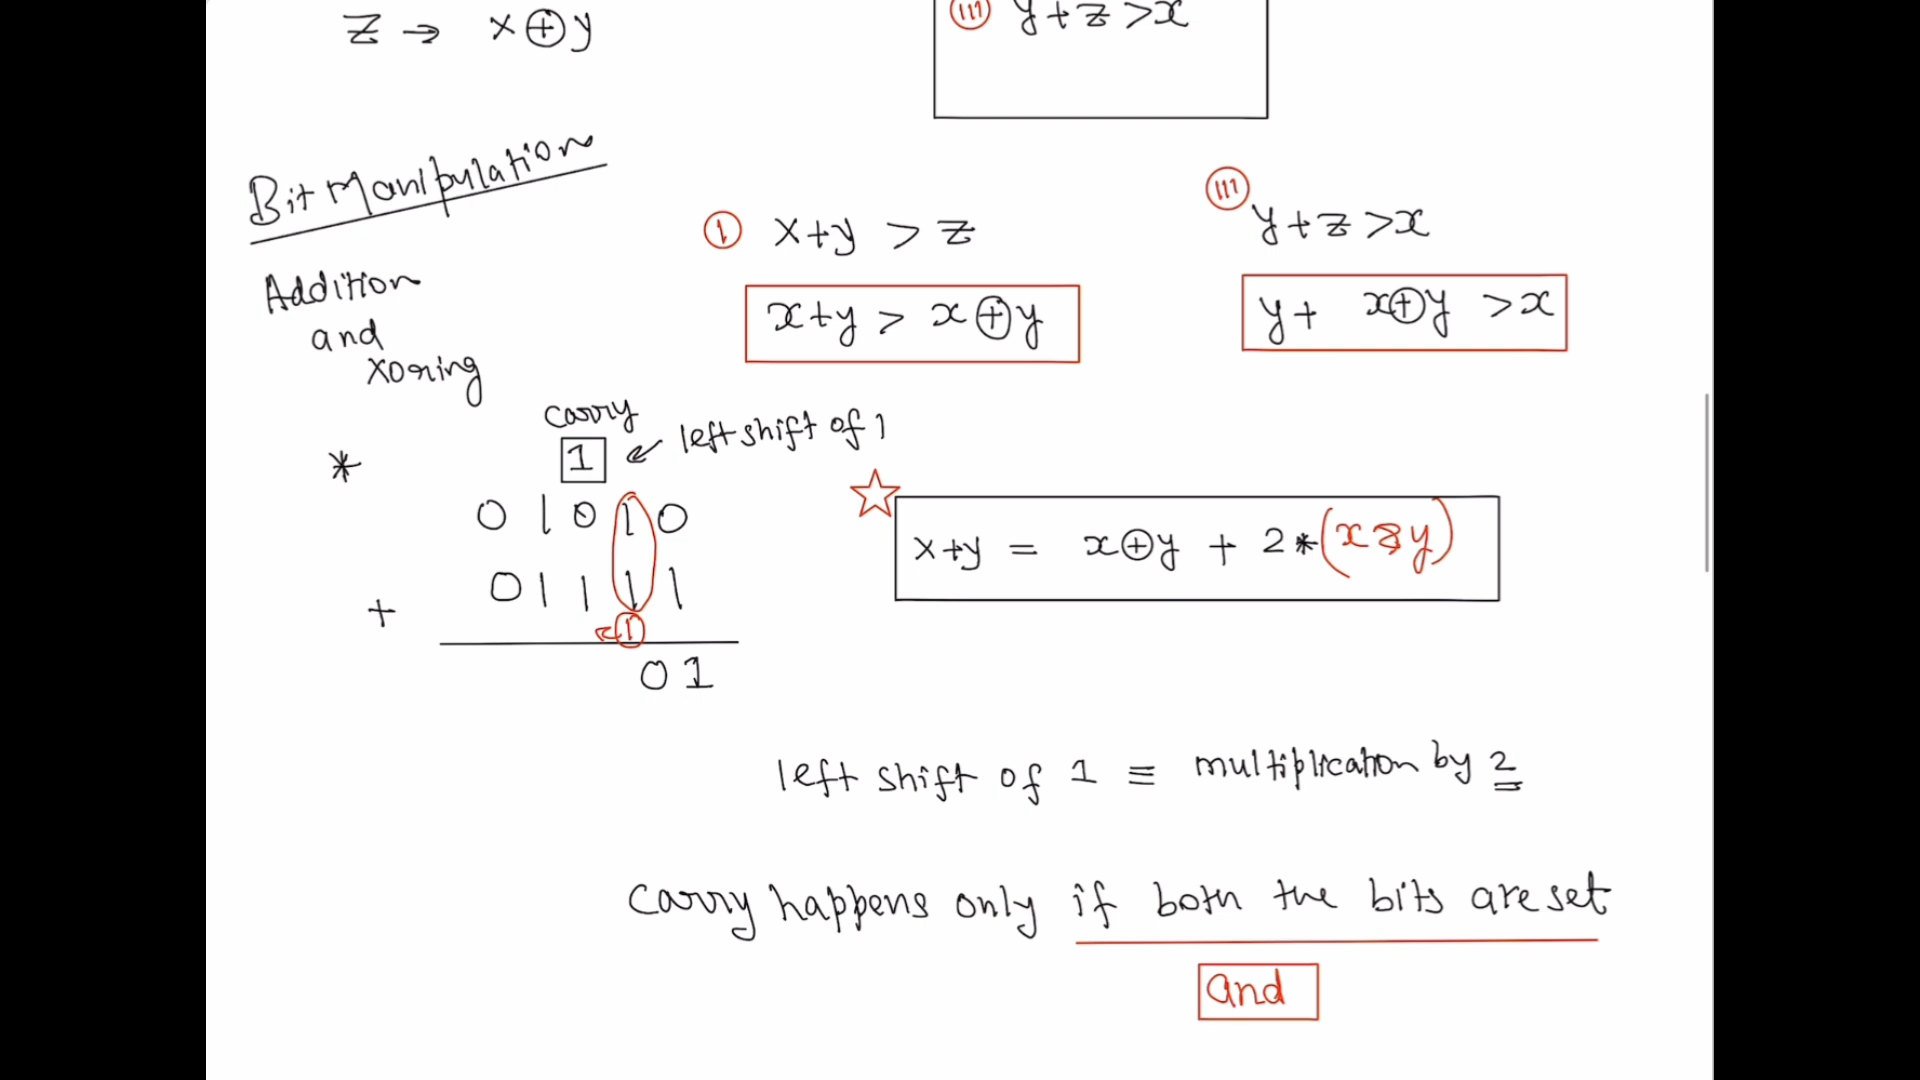 Z → x⊕y
(III) y+z>x
Bit Manipulation
Addition
and
xoring
(I) x+y > z
x+y > x⊕y
(III)
y+z>x
y+ x⊕y >x
carry
1 ← left shift of 1
*
0 1 0 1 0
+ 0 1 1 1 1
←1
0 1
☆ x+y = x⊕y + 2*(x&y)
left shift of 1 ≡ multiplication by 2
carry happens only if both the bits are set
and